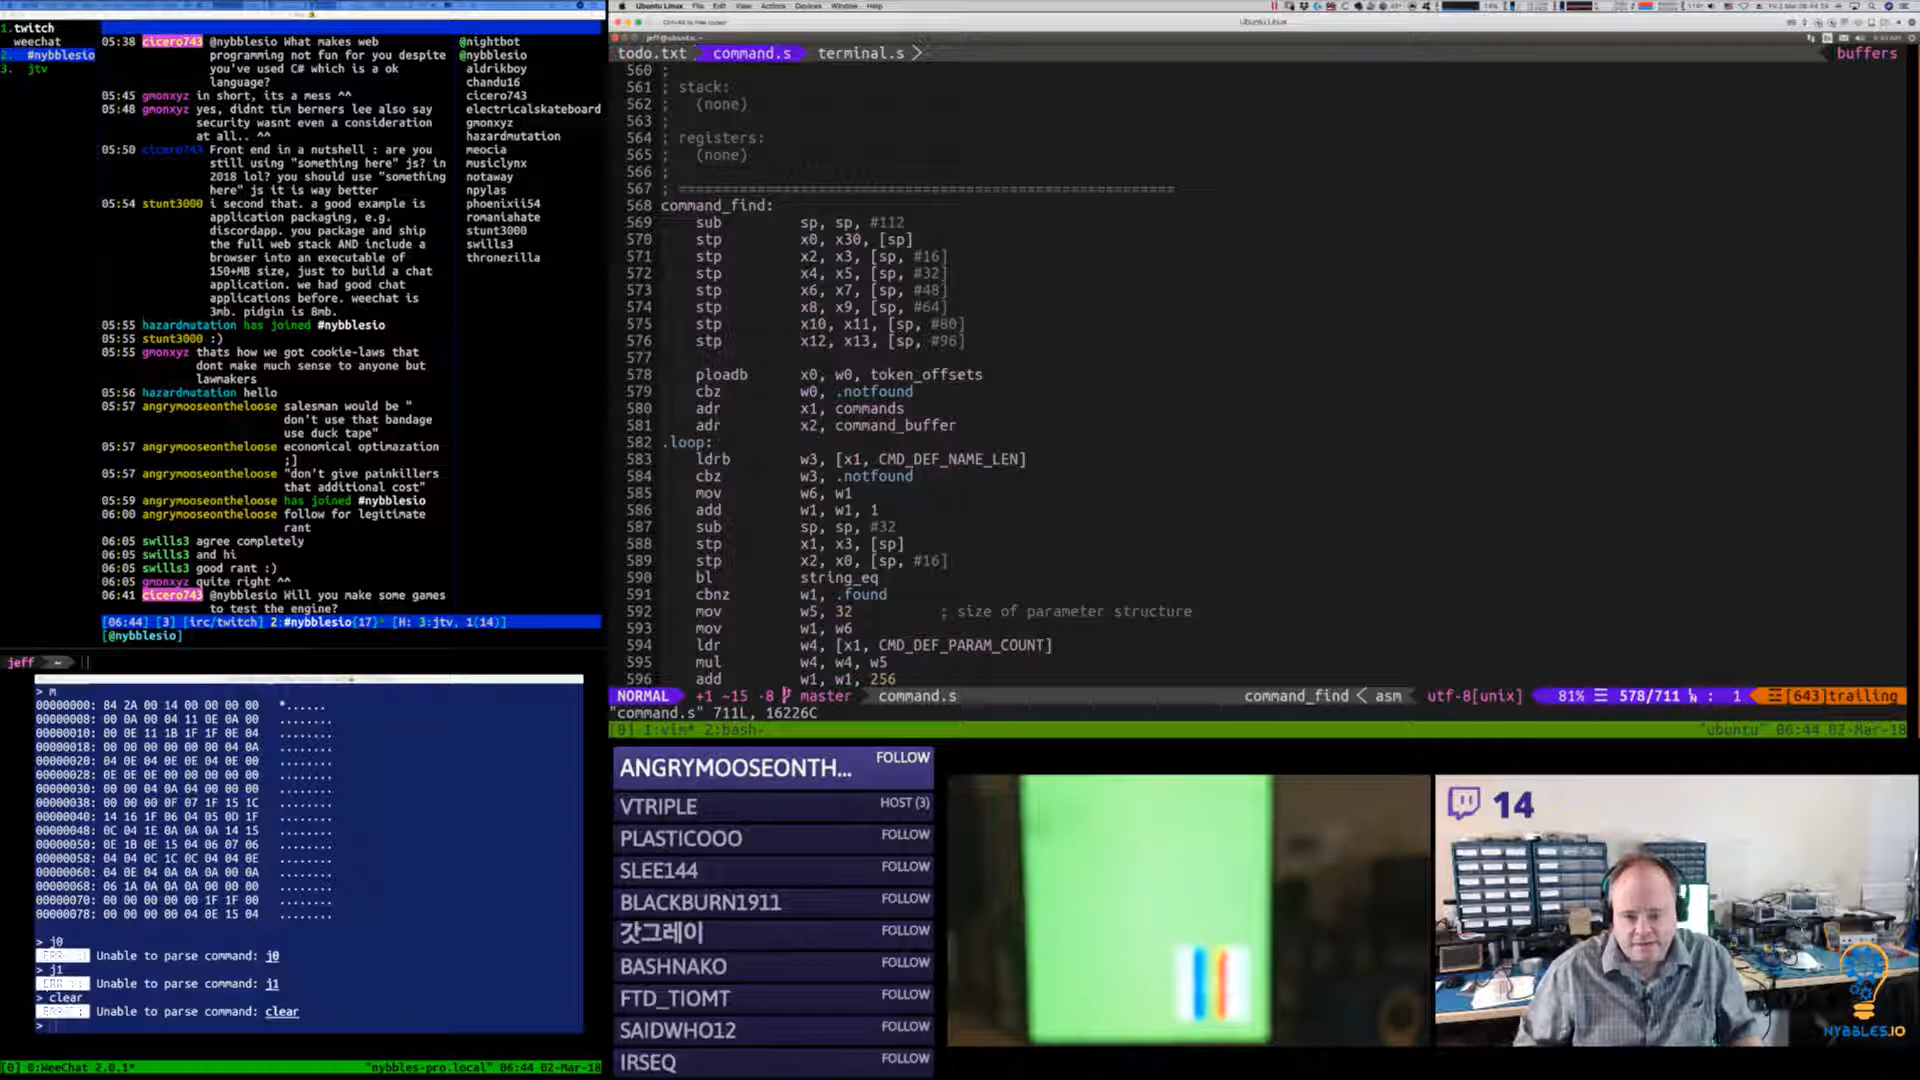 1.twitch
weechat
2. #nybblesio
3. jtv
05:38 cicero743 @nybblesio What makes web
programming not fun for you despite
you've used C# which is a ok
language?
05:45 gmonxyz in short, its a mess ^^
05:48 gmonxyz yes, didnt tim berners lee also say
security wasnt even a consideration
at all.. ^^
05:50 cicero743 Front end in a nutshell : are you
still using "something here" js? in
2018 lol? you should use "something
here" js it is way better
05:54 stunt3000 i second that. a good example is
application packaging, e.g.
discordapp. you package and ship
the full web stack AND include a
browser into an executable of
150+MB size, just to build a chat
application. we had good chat
applications before. weechat is
3mb. pidgin is 8mb.
05:55 hazardmutation has joined #nybblesio
05:55 stunt3000 :)
05:55 gmonxyz thats how we got cookie-laws that
dont make much sense to anyone but
lawmakers
05:56 hazardmutation hello
05:57 angrymooseontheloose salesman would be "
don't use that bandage
use duck tape"
05:57 angrymooseontheloose economical optimazation
;]
05:57 angrymooseontheloose "don't give painkillers
that additional cost"
05:59 angrymooseontheloose has joined #nybblesio
06:00 angrymooseontheloose follow for legitimate
rant
06:05 swills3 agree completely
06:05 swills3 and hi
06:05 swills3 good rant :)
06:05 gmonxyz quite right ^^
06:41 cicero743 @nybblesio Will you make some games
to test the engine?
[06:44] [3] [irc/twitch] 2:#nybblesio(17)* [H: 3:jtv, 1(14)]
[@nybblesio]
@nightbot
@nybblesio
aldrikboy
chandu16
cicero743
electricalskateboard
gmonxyz
hazardmutation
meocia
musiclynx
notaway
npylas
phoenixii54
romaniahate
stunt3000
swills3
thronezilla
jeff ~
> m
00000000: 84 2A 00 14 00 00 00 00 *......
00000008: 00 0A 00 04 11 0E 0A 00 ........
00000010: 00 0E 11 1B 1F 1F 0E 04 ........
00000018: 00 00 00 00 00 00 04 0A ........
00000020: 04 0E 04 0E 0E 04 0E 00 ........
00000028: 0E 0E 0E 00 00 00 00 00 ........
00000030: 00 04 0A 04 00 00 00 00 ........
00000038: 00 00 00 0F 07 1F 15 1C ........
00000040: 14 16 1F 06 04 05 0D 1F ........
00000048: 0C 04 1E 0A 0A 0A 14 15 ........
00000050: 0E 1B 0E 15 04 06 07 06 ........
00000058: 04 04 0C 1C 0C 04 04 0E ........
00000060: 04 0E 04 0A 0A 0A 00 0A ........
00000068: 06 1A 0A 0A 0A 00 00 00 ........
00000070: 00 00 00 00 00 1F 1F 00 ........
00000078: 00 00 00 00 04 0E 15 04 ........
> j0
Unable to parse command: j0
> j1
Unable to parse command: j1
> clear
Unable to parse command: clear
>
[0] 0:WeeChat 2.0.1* "nybbles-pro.local" 06:44 02-Mar-18
Ubuntu Linux File Edit View Actions Devices Window Help
Ubuntu Linux
todo.txt command.s terminal.s buffers
560 ;
561 ; stack:
562 ; (none)
563 ;
564 ; registers:
565 ; (none)
566 ;
567 ; =========================================================
568 command_find:
569 sub sp, sp, #112
570 stp x0, x30, [sp]
571 stp x2, x3, [sp, #16]
572 stp x4, x5, [sp, #32]
573 stp x6, x7, [sp, #48]
574 stp x8, x9, [sp, #64]
575 stp x10, x11, [sp, #80]
576 stp x12, x13, [sp, #96]
577
578 ploadb x0, w0, token_offsets
579 cbz w0, .notfound
580 adr x1, commands
581 adr x2, command_buffer
582 .loop:
583 ldrb w3, [x1, CMD_DEF_NAME_LEN]
584 cbz w3, .notfound
585 mov w6, w1
586 add w1, w1, 1
587 sub sp, sp, #32
588 stp x1, x3, [sp]
589 stp x2, x0, [sp, #16]
590 bl string_eq
591 cbnz w1, .found
592 mov w5, 32 ; size of parameter structure
593 mov w1, w6
594 ldr w4, [x1, CMD_DEF_PARAM_COUNT]
595 mul w4, w4, w5
596 add w1, w1, 256
NORMAL +1 ~15 -8 master command.s command_find < asm utf-8[unix] 81% 578/711 : 1 [643]trailing
"command.s" 711L, 16226C
[0] 1:vim* 2:bash- "ubuntu" 06:44 02-Mar-18
ANGRYMOOSEONTH... FOLLOW
VTRIPLE HOST (3)
PLASTICOOO FOLLOW
SLEE144 FOLLOW
BLACKBURN1911 FOLLOW
갓그레이 FOLLOW
BASHNAKO FOLLOW
FTD_TIOMT FOLLOW
SAIDWHO12 FOLLOW
IRSEQ FOLLOW
14
NYBBLES.IO